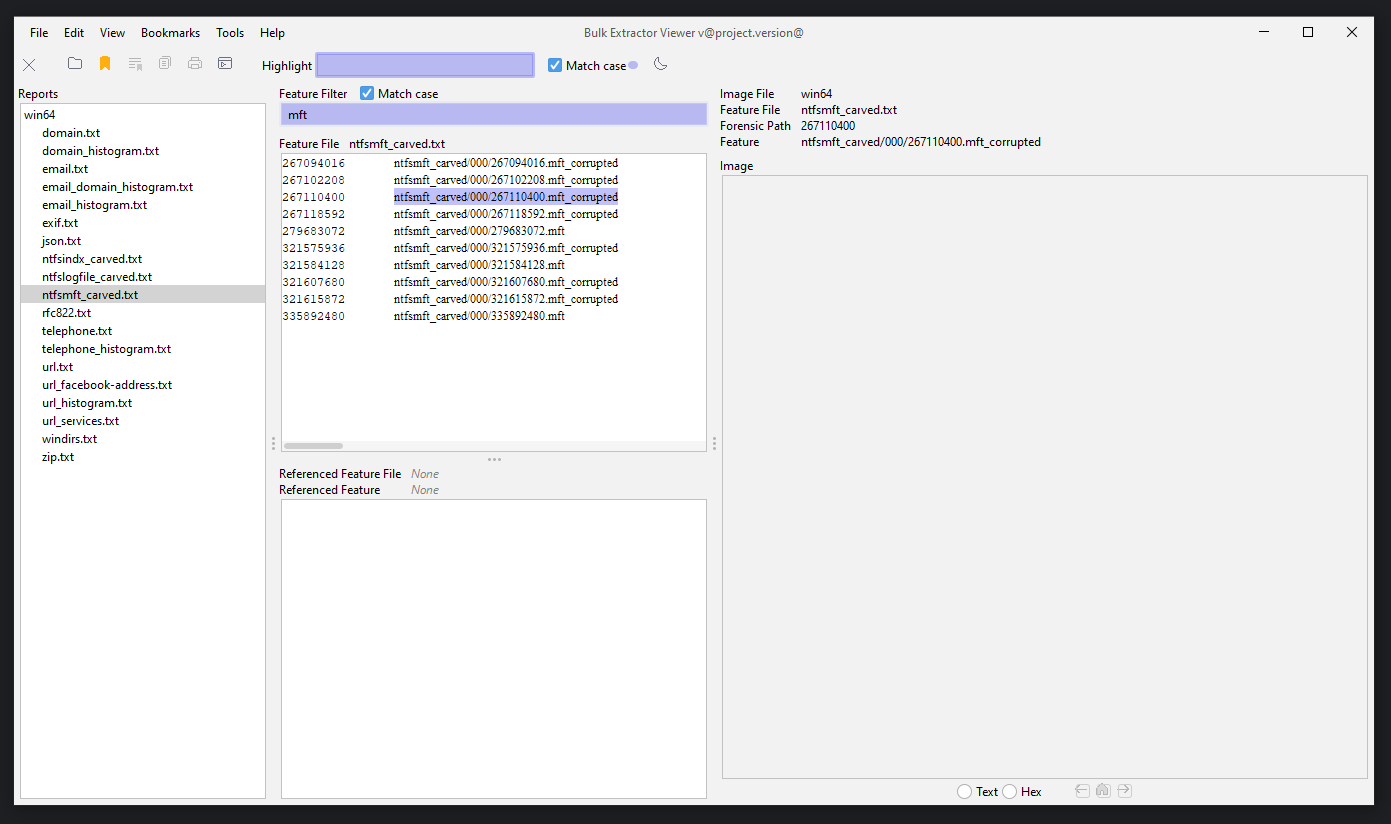 Bulk Extractor Viewer v@project.version@
File Edit View Bookmarks Tools Help
Highlight Match case
Reports
win64
domain.txt
domain_histogram.txt
email.txt
email_domain_histogram.txt
email_histogram.txt
exif.txt
json.txt
ntfsindx_carved.txt
ntfslogfile_carved.txt
ntfsmft_carved.txt
rfc822.txt
telephone.txt
telephone_histogram.txt
url.txt
url_facebook-address.txt
url_histogram.txt
url_services.txt
windirs.txt
zip.txt
Feature Filter Match case
mft
Feature File ntfsmft_carved.txt
267094016 ntfsmft_carved/000/267094016.mft_corrupted
267102208 ntfsmft_carved/000/267102208.mft_corrupted
267110400 ntfsmft_carved/000/267110400.mft_corrupted
267118592 ntfsmft_carved/000/267118592.mft_corrupted
279683072 ntfsmft_carved/000/279683072.mft
321575936 ntfsmft_carved/000/321575936.mft_corrupted
321584128 ntfsmft_carved/000/321584128.mft
321607680 ntfsmft_carved/000/321607680.mft_corrupted
321615872 ntfsmft_carved/000/321615872.mft_corrupted
335892480 ntfsmft_carved/000/335892480.mft
Referenced Feature File None
Referenced Feature None
Image File win64
Feature File ntfsmft_carved.txt
Forensic Path 267110400
Feature ntfsmft_carved/000/267110400.mft_corrupted
Image
Text Hex